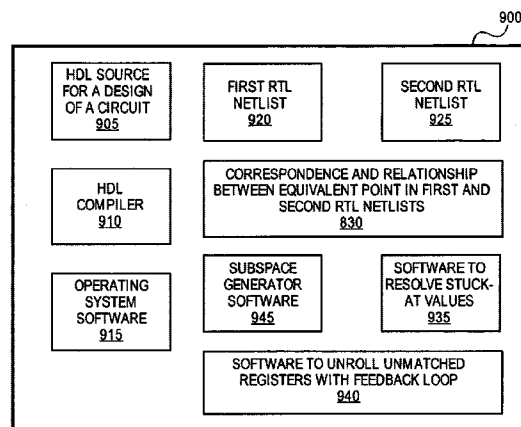 900
HDL SOURCE
FOR A DESIGN
OF A CIRCUIT
905
FIRST RTL
NETLIST
920
SECOND RTL
NETLIST
925
HDL
COMPILER
910
CORRESPONDENCE AND RELATIONSHIP
BETWEEN EQUIVALENT POINT IN FIRST AND
SECOND RTL NETLISTS
830
OPERATING
SYSTEM
SOFTWARE
915
SUBSPACE
GENERATOR
SOFTWARE
945
SOFTWARE TO
RESOLVE STUCK-
AT VALUES
935
SOFTWARE TO UNROLL UNMATCHED
REGISTERS WITH FEEDBACK LOOP
940